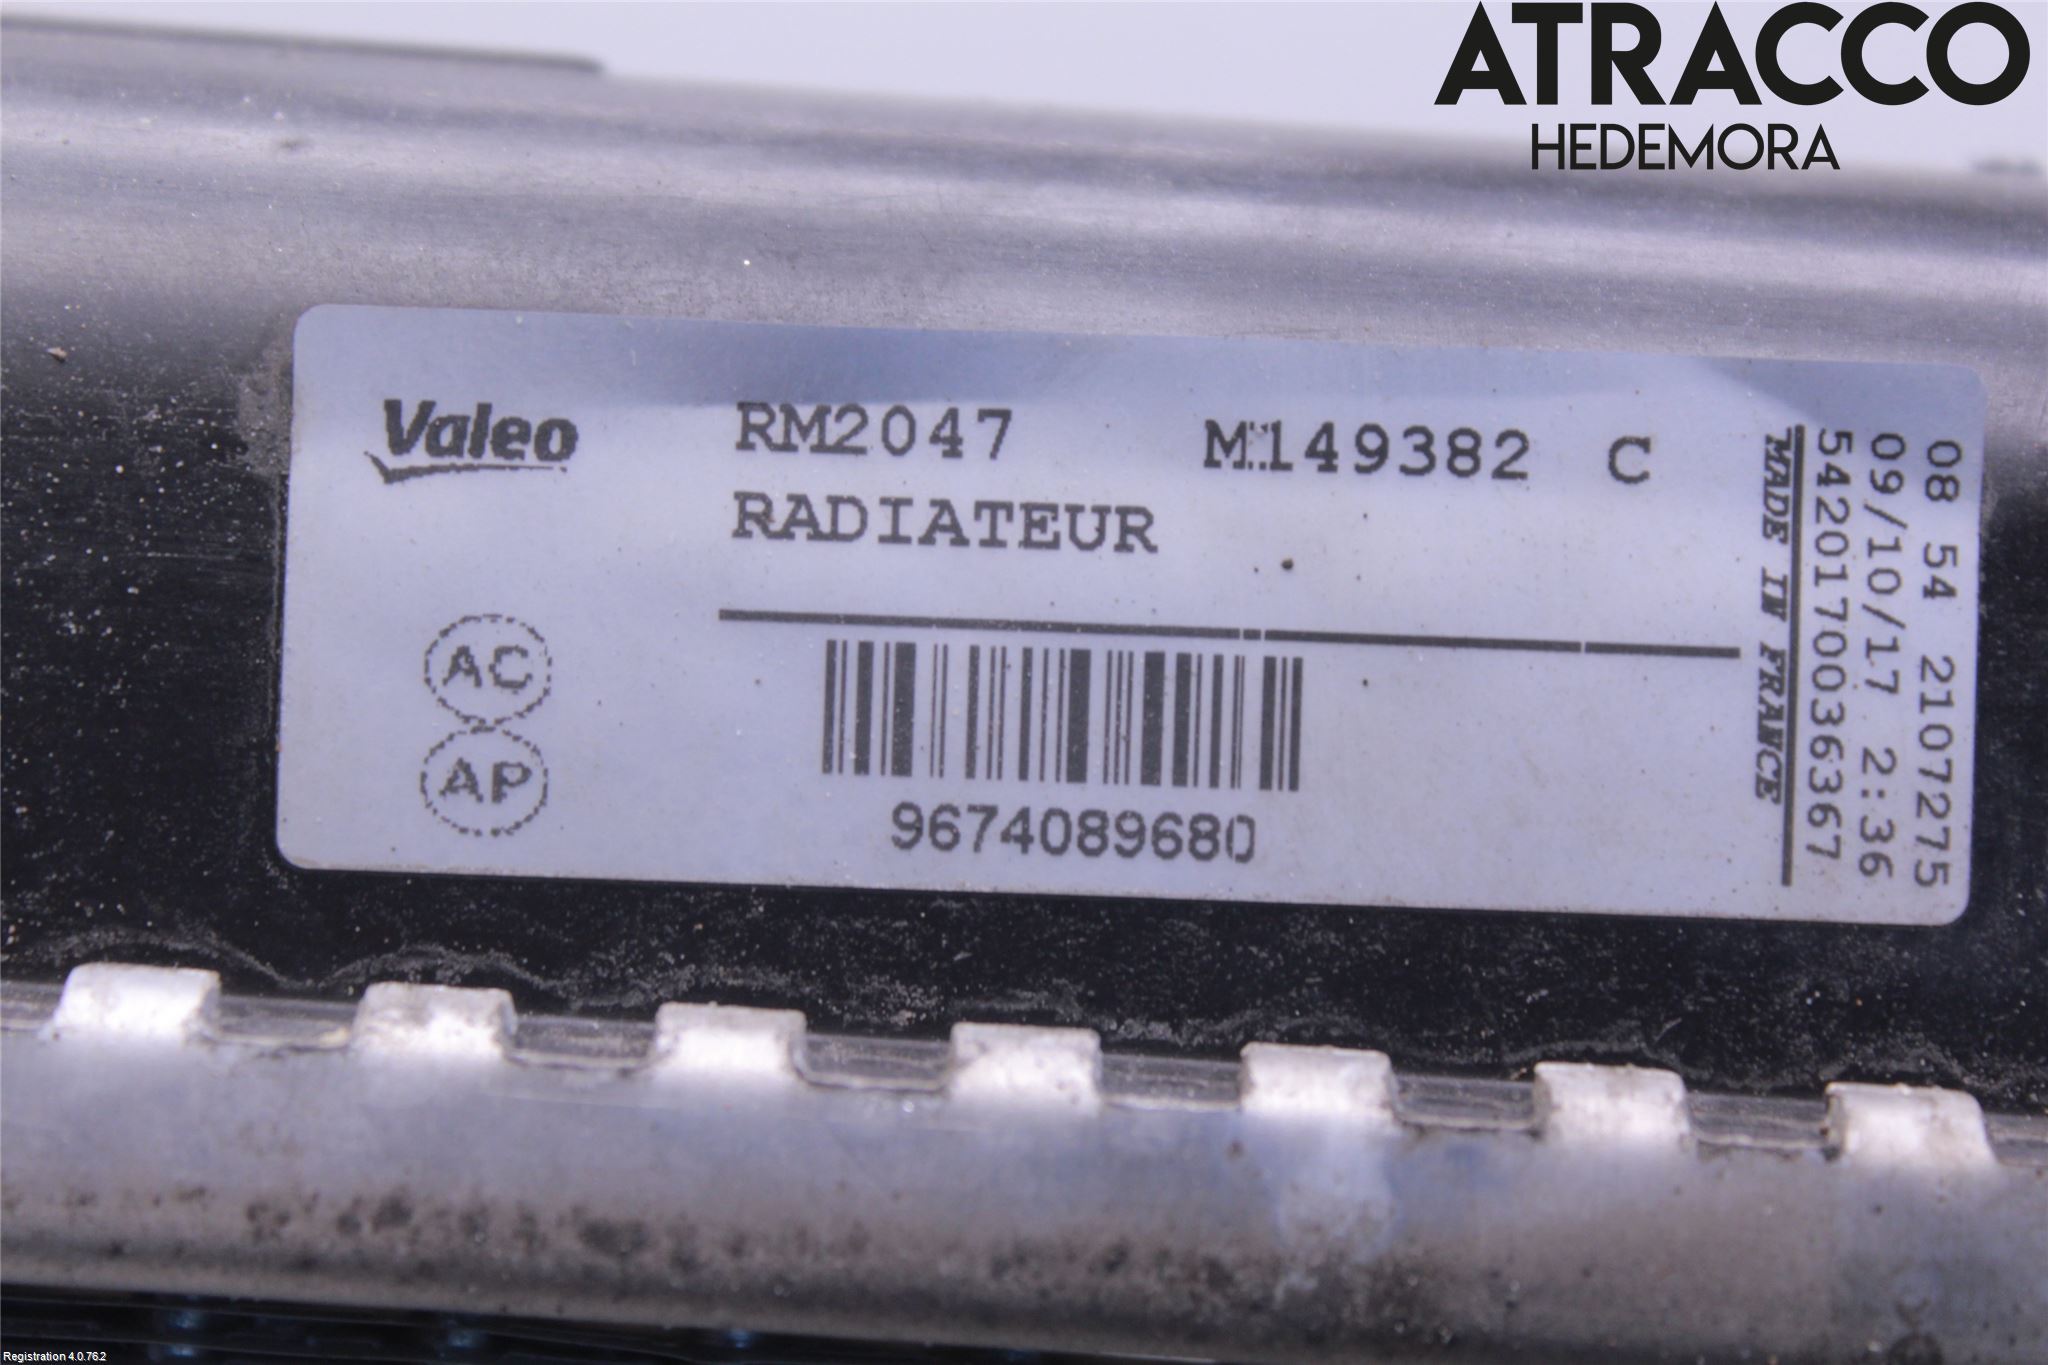 ATRACCO
HEDEMORA
Valeo
RM2047
M149382 C
RADIATEUR
AC
AP
9674089680
08 54 2107275
09/10/17 2:36
5420170036367
MADE IN FRANCE
Registration 4.0.76.2